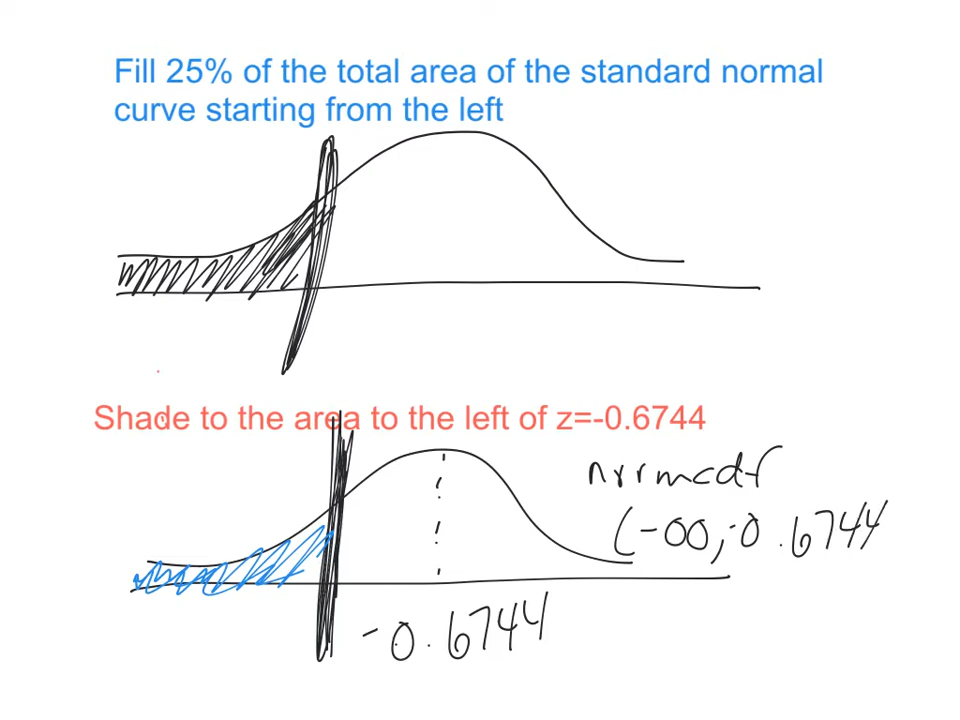 Fill 25% of the total area of the standard normal
curve starting from the left
Shade to the area to the left of z=-0.6744
normcdf
(-00,-0.6744
-0.6744